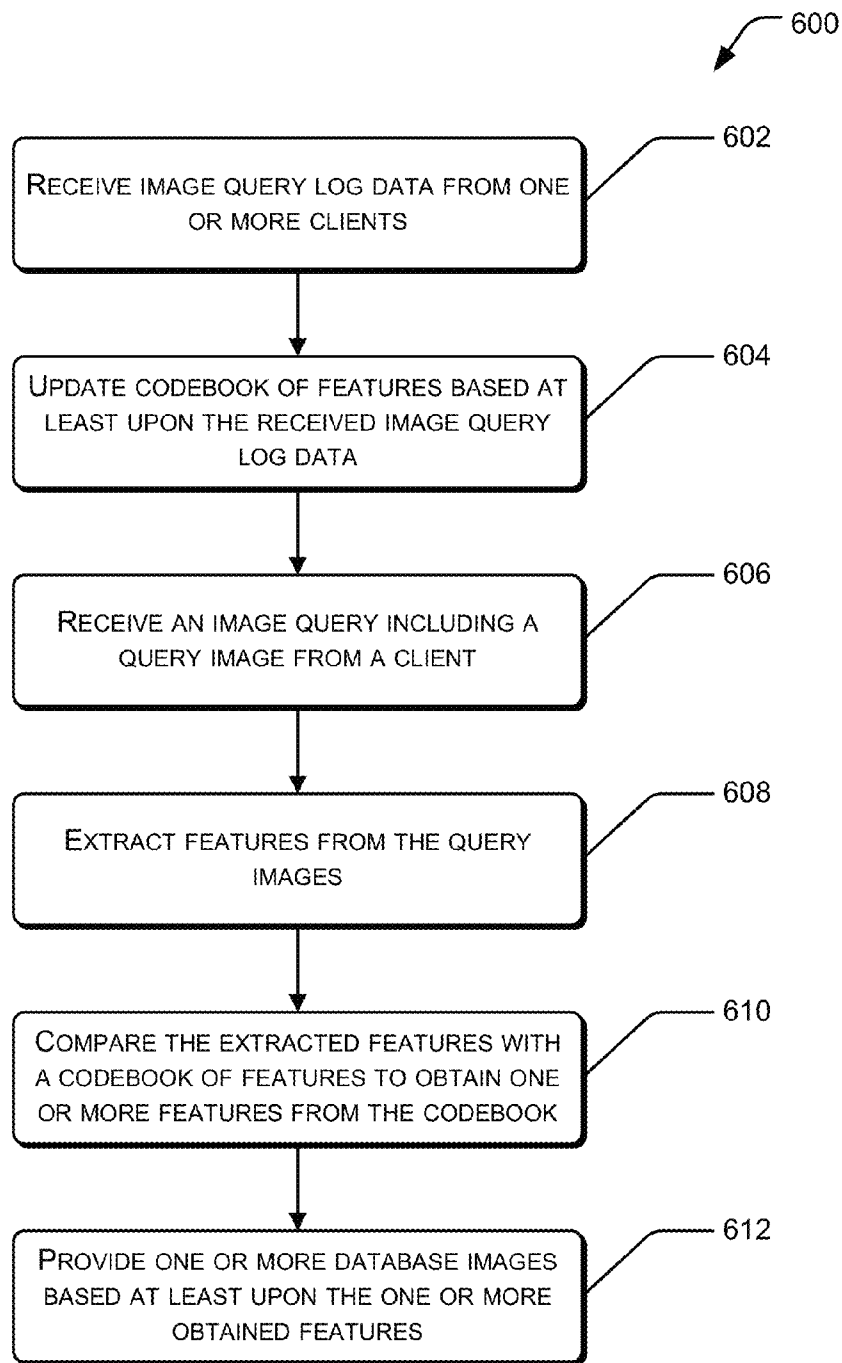 600
602
RECEIVE IMAGE QUERY LOG DATA FROM ONE
OR MORE CLIENTS
604
UPDATE CODEBOOK OF FEATURES BASED AT
LEAST UPON THE RECEIVED IMAGE QUERY
LOG DATA
606
RECEIVE AN IMAGE QUERY INCLUDING A
QUERY IMAGE FROM A CLIENT
608
EXTRACT FEATURES FROM THE QUERY
IMAGES
610
COMPARE THE EXTRACTED FEATURES WITH
A CODEBOOK OF FEATURES TO OBTAIN ONE
OR MORE FEATURES FROM THE CODEBOOK
612
PROVIDE ONE OR MORE DATABASE IMAGES
BASED AT LEAST UPON THE ONE OR MORE
OBTAINED FEATURES